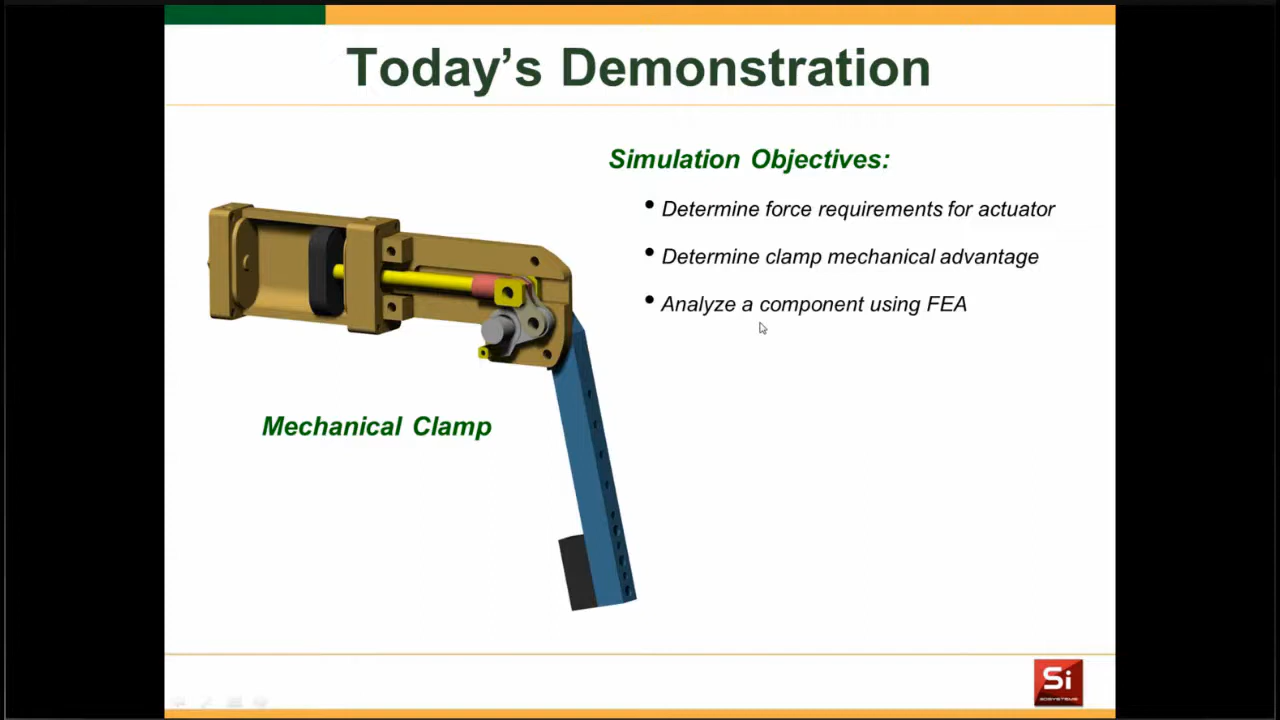 Today's Demonstration
Simulation Objectives:
• Determine force requirements for actuator
• Determine clamp mechanical advantage
• Analyze a component using FEA
Mechanical Clamp
Si
3DSYSTEMS